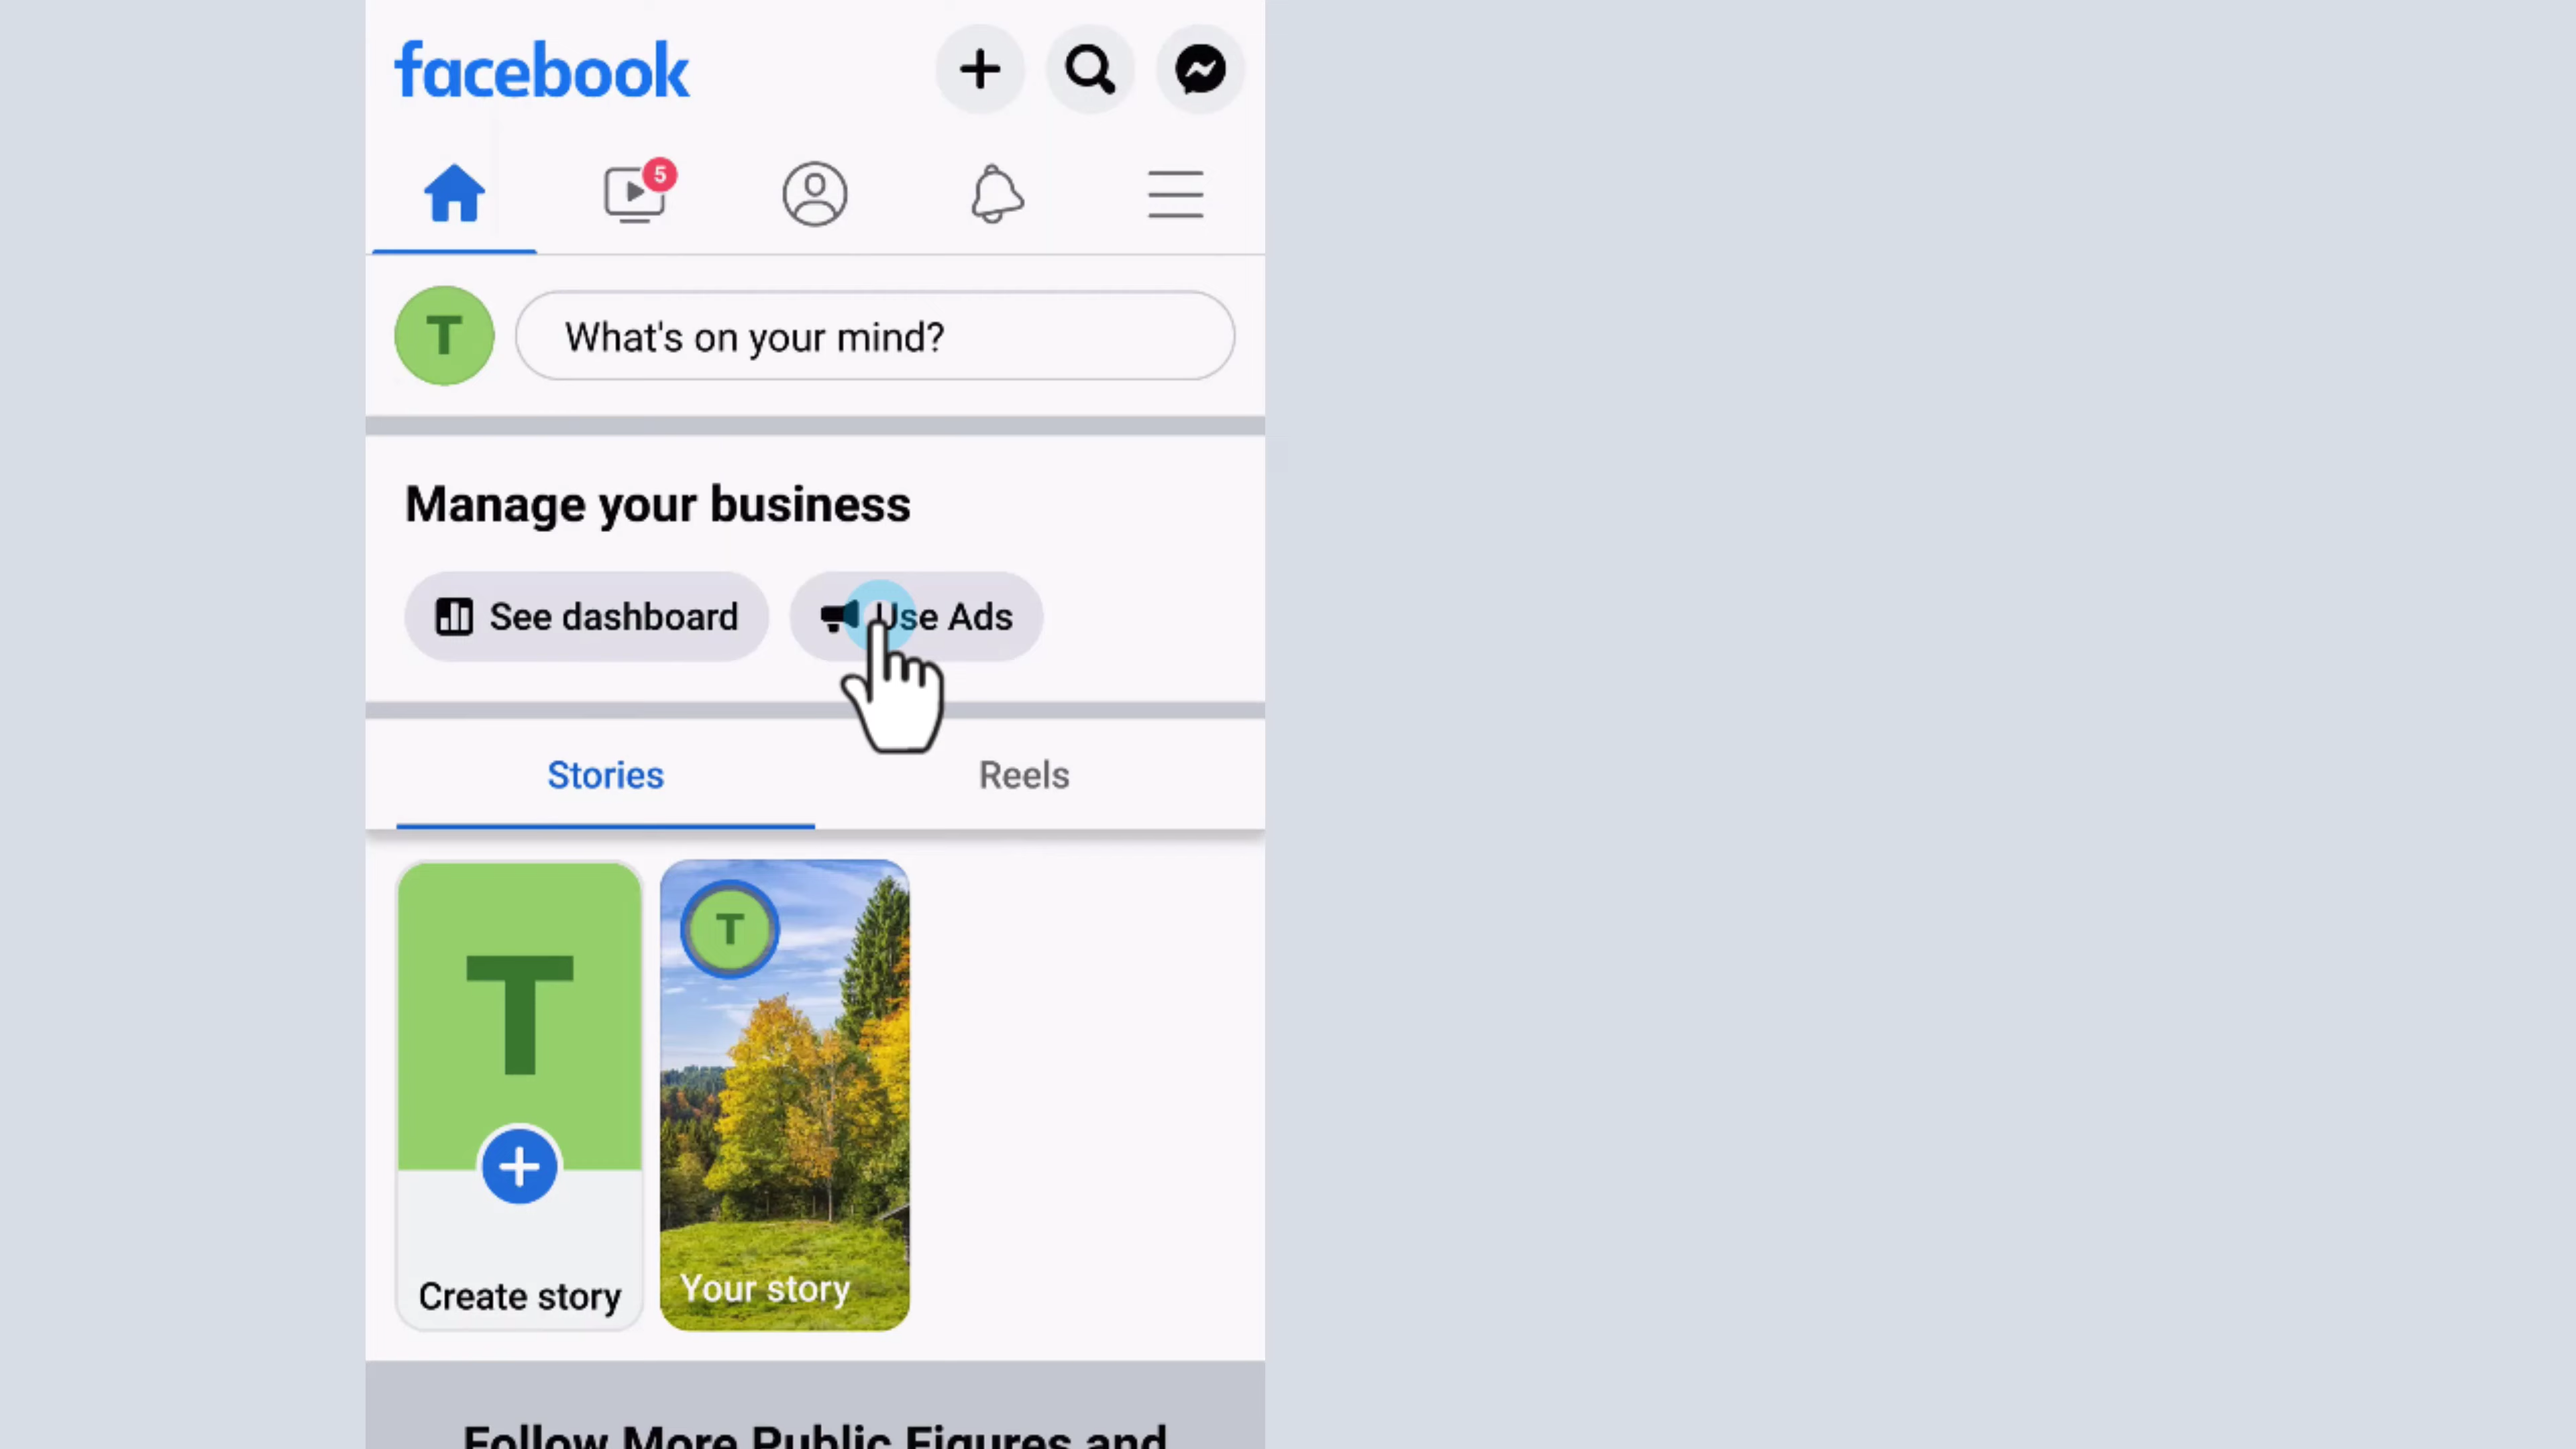 facebook
5
T
What's on your mind?
Manage your business
See dashboard
Use Ads
Stories
Reels
T
T
Create story
Your story
Follow More Public Figures and